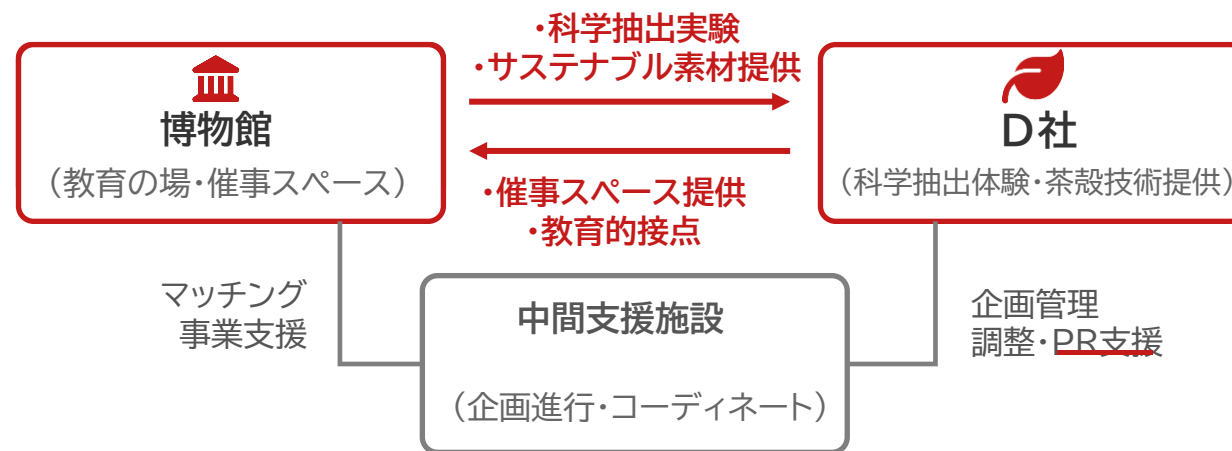 ・科学抽出実験
・サステナブル素材提供
博物館
（教育の場・催事スペース）
D社
（科学抽出体験・茶殻技術提供）
・催事スペース提供
・教育的接点
マッチング
事業支援
中間支援施設
（企画進行・コーディネート）
企画管理
調整・PR支援